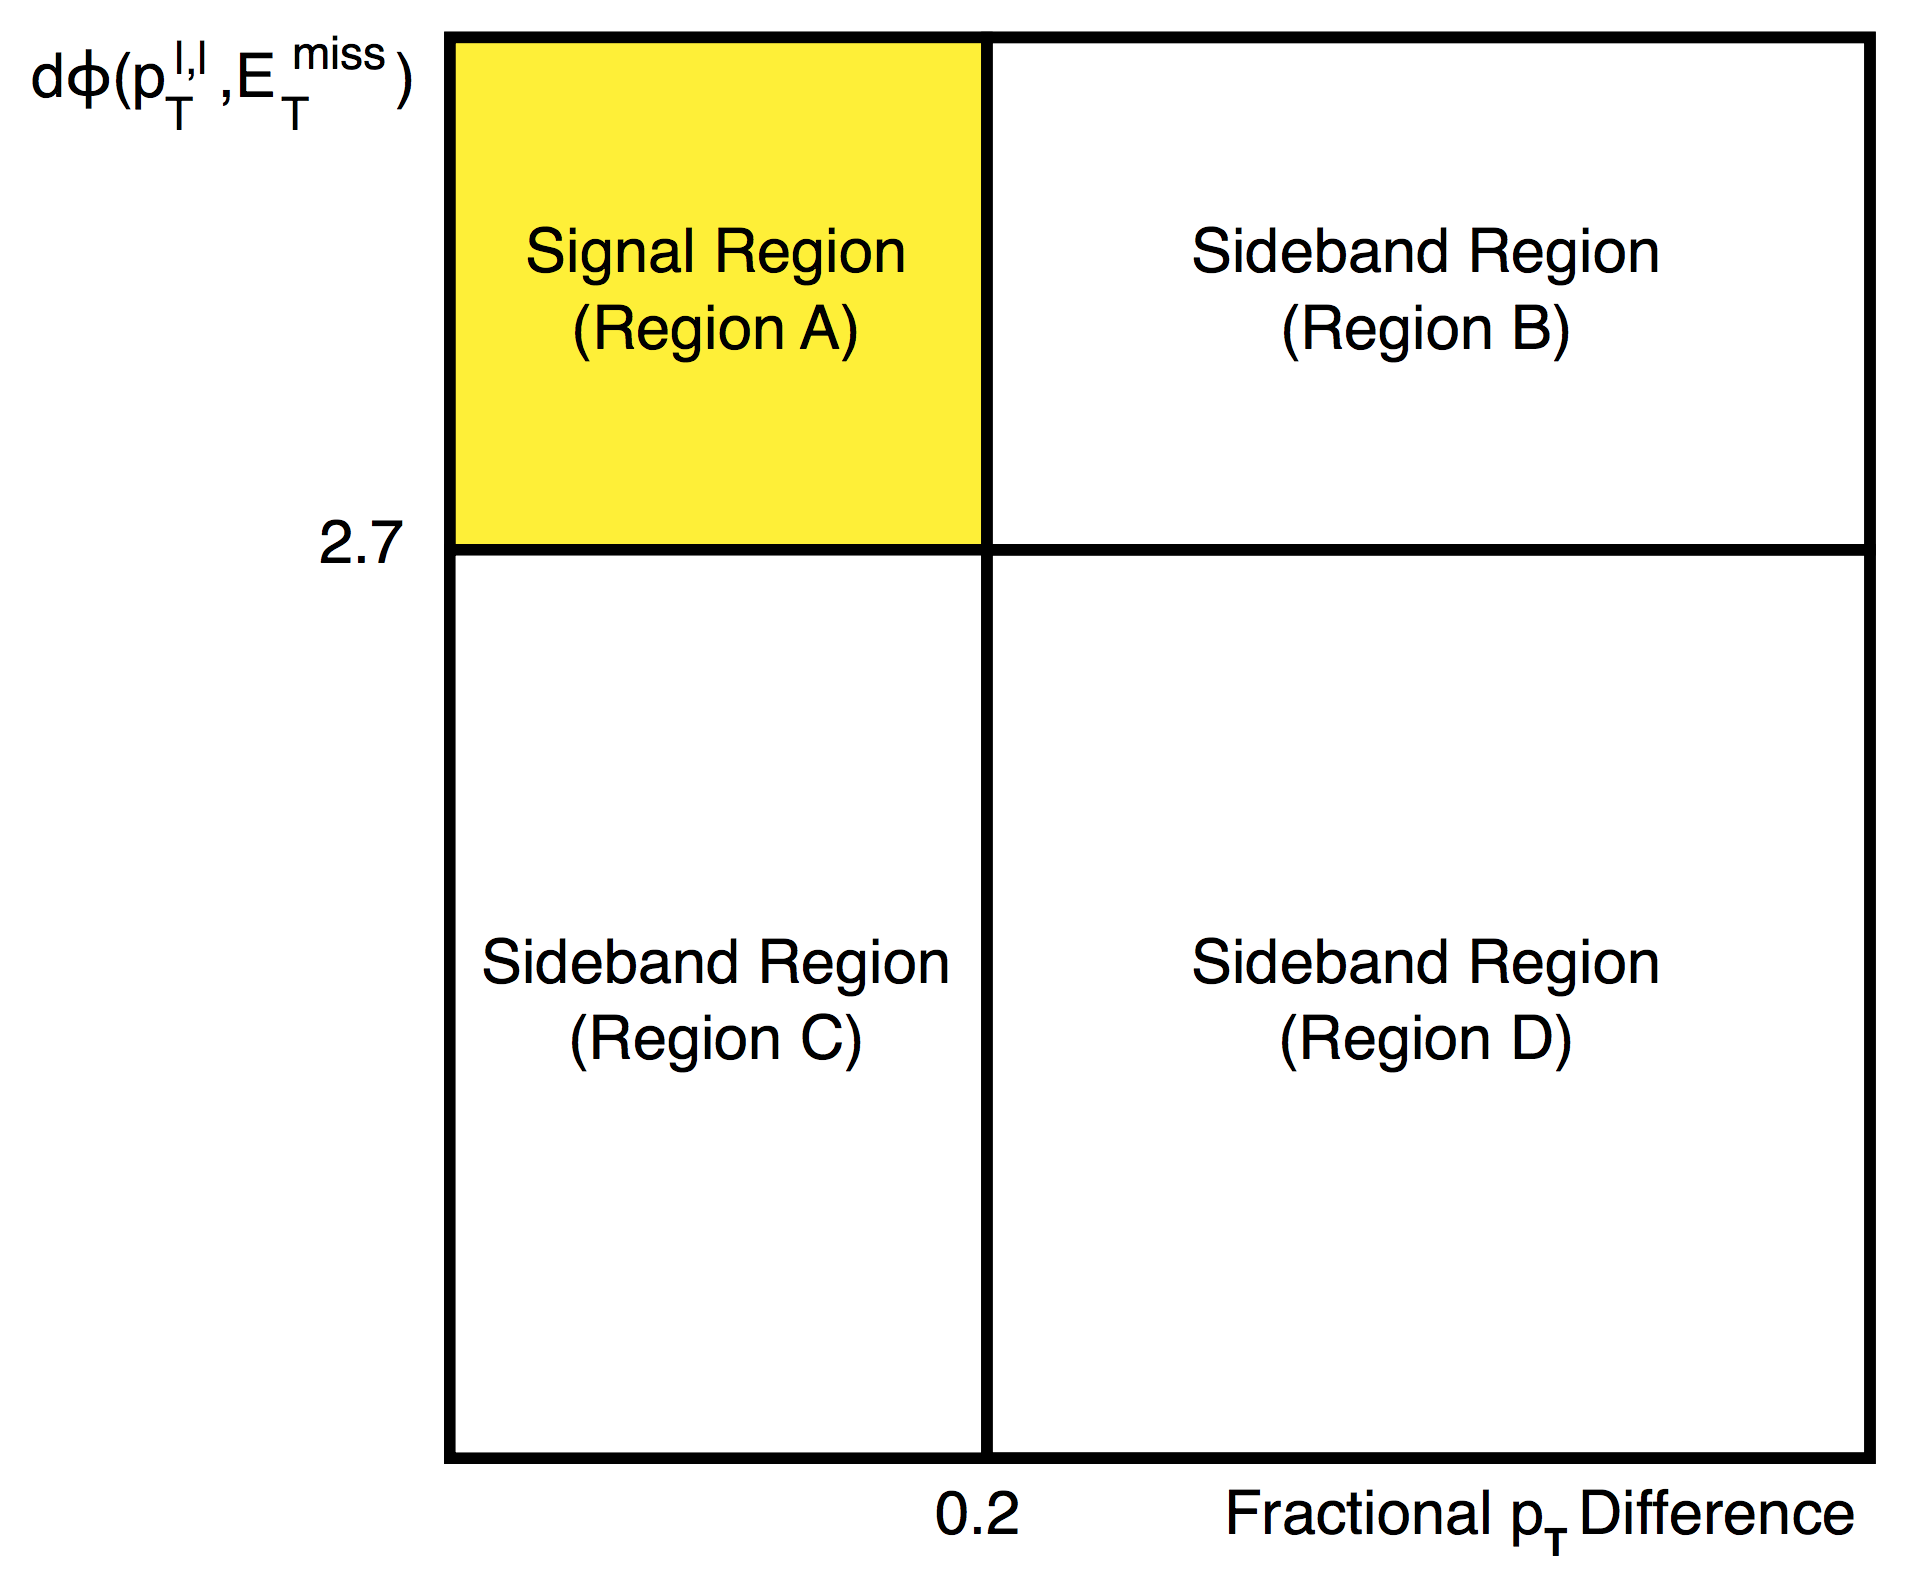 dϕ(p_T^{l,l},E_T^{miss})
Signal Region
(Region A)
Sideband Region
(Region B)
2.7
Sideband Region
(Region C)
Sideband Region
(Region D)
0.2
Fractional p_T Difference